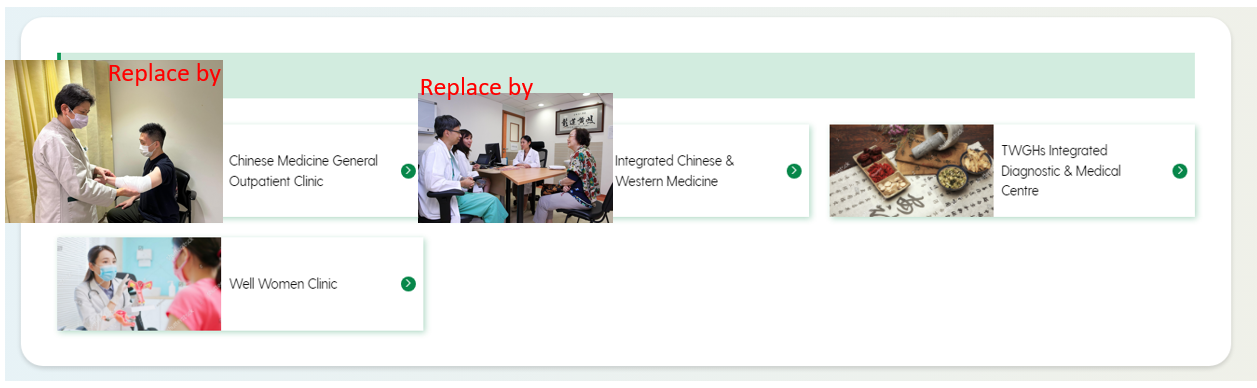 Replace by
Replace by
Chinese Medicine General
Outpatient Clinic
Integrated Chinese &
Western Medicine
TWGHs Integrated
Diagnostic & Medical
Centre
Well Women Clinic